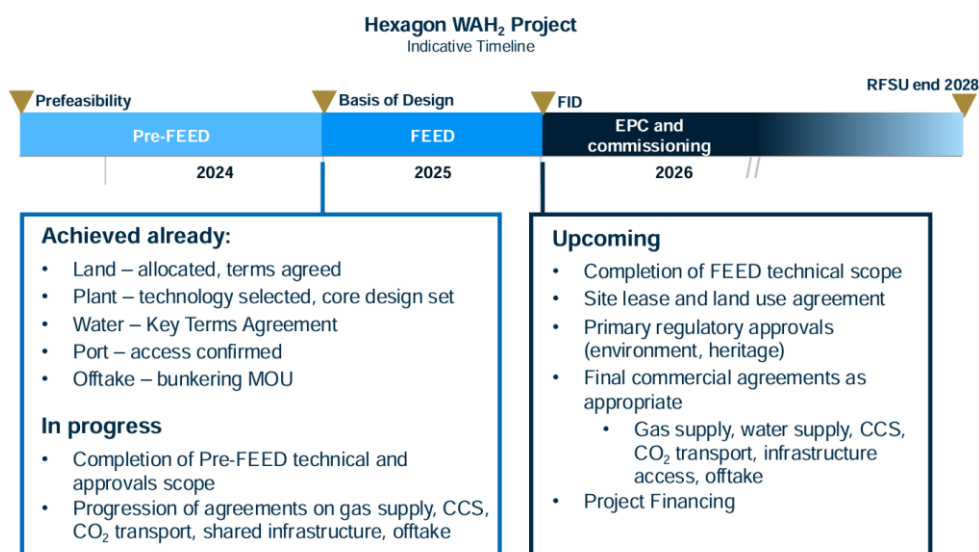 Hexagon WAH₂ Project
Indicative Timeline
RFSU end 2028
Prefeasibility
Basis of Design
FID
Pre-FEED
FEED
EPC and
commissioning
2024
2025
2026
Achieved already:
• Land – allocated, terms agreed
• Plant – technology selected, core design set
• Water – Key Terms Agreement
• Port – access confirmed
• Offtake – bunkering MOU
In progress
• Completion of Pre-FEED technical and
approvals scope
• Progression of agreements on gas supply, CCS,
CO₂ transport, shared infrastructure, offtake
Upcoming
• Completion of FEED technical scope
• Site lease and land use agreement
• Primary regulatory approvals
(environment, heritage)
• Final commercial agreements as
appropriate
• Gas supply, water supply, CCS,
CO₂ transport, infrastructure
access, offtake
• Project Financing